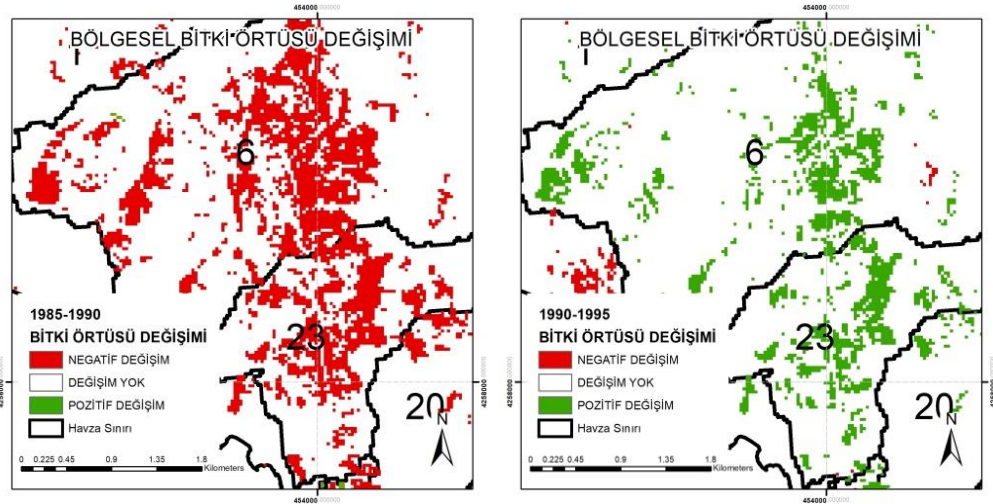 454000,000000
BÖLGESEL BİTKİ ÖRTÜSÜ DEĞİŞİMİ
6
23
20
1985-1990
BİTKİ ÖRTÜSÜ DEĞİŞİMİ
NEGATİF DEĞİŞİM
DEĞİŞİM YOK
POZİTİF DEĞİŞİM
Havza Sınırı
N
0 0.225 0.45 0.9 1.35 1.8
Kilometers
454000,000000
454000,000000
BÖLGESEL BİTKİ ÖRTÜSÜ DEĞİŞİMİ
6
23
20
1990-1995
BİTKİ ÖRTÜSÜ DEĞİŞİMİ
NEGATİF DEĞİŞİM
DEĞİŞİM YOK
POZİTİF DEĞİŞİM
Havza Sınırı
N
0 0.225 0.45 0.9 1.35 1.8
Kilometers
454000,000000